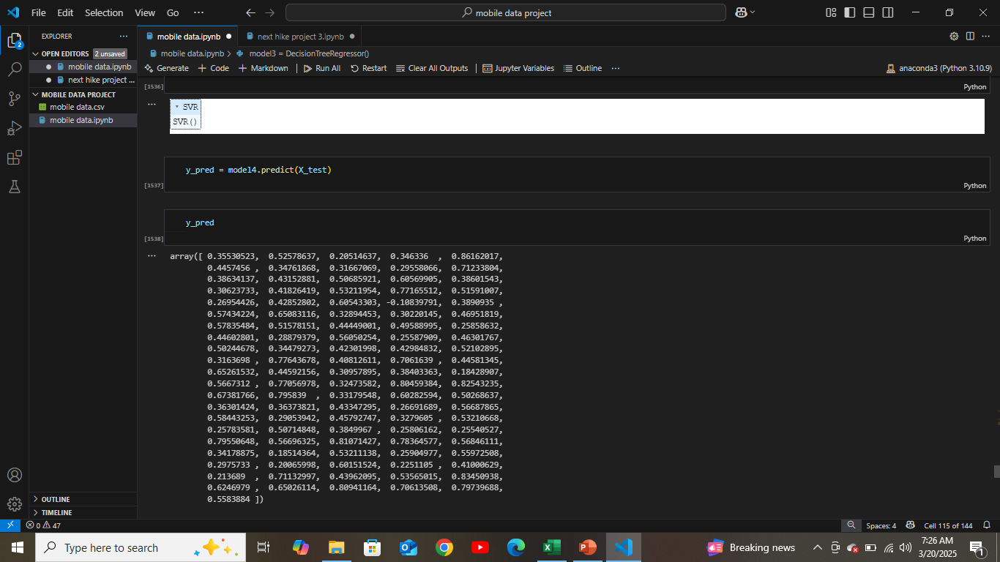 File Edit Selection View Go ··· mobile data project
EXPLORER ···
OPEN EDITORS 2 unsaved
mobile data.ipynb
next hike project ...
MOBILE DATA PROJECT
mobile data.csv
mobile data.ipynb
OUTLINE
TIMELINE
mobile data.ipynb next hike project 3.ipynb
mobile data.ipynb > model3 = DecisionTreeRegressor()
Generate + Code + Markdown Run All Restart Clear All Outputs Jupyter Variables Outline ··· anaconda3 (Python 3.10.9)
[1536] Python
··· SVR
SVR()
y_pred = model4.predict(X_test)
[1537] Python
y_pred
[1538] Python
··· array([ 0.35530523, 0.52578637, 0.20514637, 0.346336 , 0.86162017,
0.4457456 , 0.34761868, 0.31667069, 0.29558066, 0.71233804,
0.38634137, 0.43152881, 0.50685921, 0.60569905, 0.38601543,
0.30623733, 0.41826419, 0.53211954, 0.77165512, 0.51591007,
0.26954426, 0.42852802, 0.60543303, -0.10839791, 0.3890935 ,
0.57434224, 0.65083116, 0.32894453, 0.30220145, 0.46951819,
0.57835484, 0.51578151, 0.44449001, 0.49588995, 0.25858632,
0.44602801, 0.28879379, 0.56050254, 0.25587909, 0.46301767,
0.50244678, 0.34479273, 0.42301998, 0.42984832, 0.52102895,
0.3163698 , 0.77643678, 0.40812611, 0.7061639 , 0.44581345,
0.65261532, 0.44592156, 0.30957895, 0.38403363, 0.18428907,
0.5667312 , 0.77056978, 0.32473582, 0.80459384, 0.82543235,
0.67381766, 0.795839 , 0.33179548, 0.60282594, 0.50268637,
0.36301424, 0.36373821, 0.43347295, 0.26691689, 0.56687865,
0.58443253, 0.29053942, 0.45792747, 0.3279605 , 0.53210668,
0.25783581, 0.50714848, 0.3849967 , 0.25806162, 0.25540527,
0.79550648, 0.56696325, 0.81071427, 0.78364577, 0.56846111,
0.34178875, 0.18514364, 0.53211138, 0.25904977, 0.55972508,
0.2975733 , 0.20065998, 0.60151524, 0.2251105 , 0.41000629,
0.213689 , 0.71132997, 0.43962095, 0.53565015, 0.83450938,
0.6246979 , 0.65026114, 0.80941164, 0.70613508, 0.79739688,
0.5583884 ])
0 47 Spaces: 4 Cell 115 of 144
Type here to search Breaking news 7:26 AM
3/20/2025